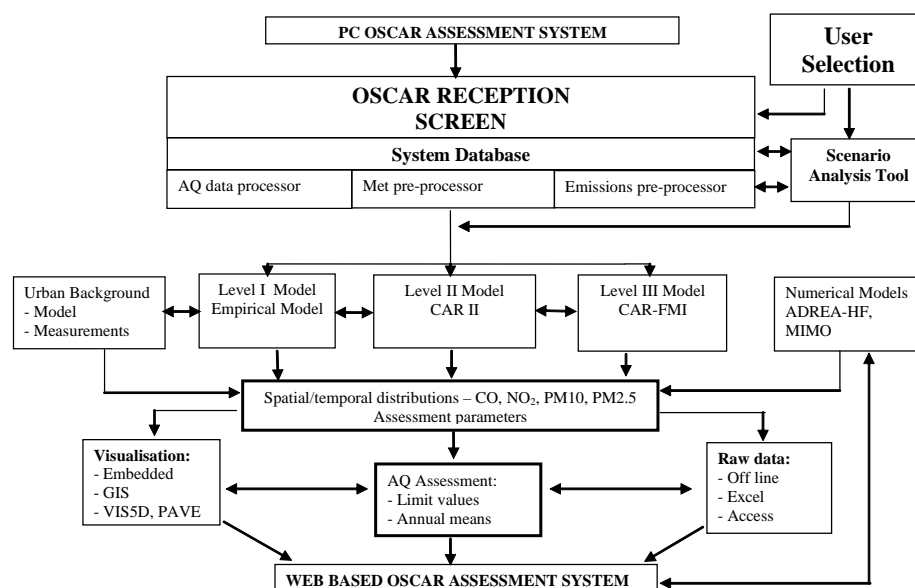 PC OSCAR ASSESSMENT SYSTEM
User
Selection
OSCAR RECEPTION
SCREEN
System Database
Scenario
Analysis Tool
AQ data processor
Met pre-processor
Emissions pre-processor
Urban Background
- Model
- Measurements
Level I Model
Empirical Model
Level II Model
CAR II
Level III Model
CAR-FMI
Numerical Models
ADREA-HF,
MIMO
Spatial/temporal distributions – CO, NO₂, PM10, PM2.5
Assessment parameters
Visualisation:
- Embedded
- GIS
- VIS5D, PAVE
AQ Assessment:
- Limit values
- Annual means
Raw data:
- Off line
- Excel
- Access
WEB BASED OSCAR ASSESSMENT SYSTEM